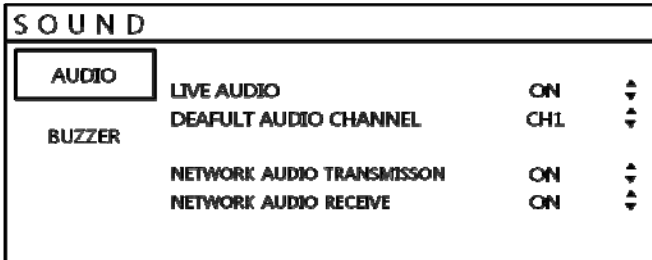 SOUND
AUDIO
LIVE AUDIO ON
DEAFULT AUDIO CHANNEL CH1
BUZZER
NETWORK AUDIO TRANSMISSON ON
NETWORK AUDIO RECEIVE ON